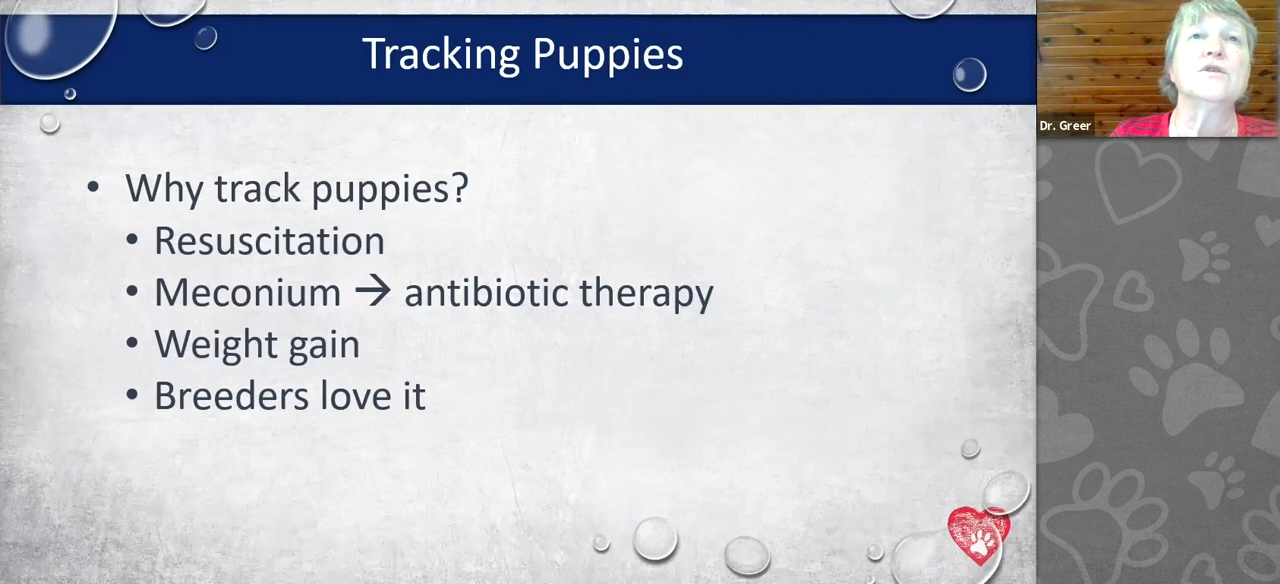 Tracking Puppies
Dr. Greer
• Why track puppies?
• Resuscitation
• Meconium → antibiotic therapy
• Weight gain
• Breeders love it